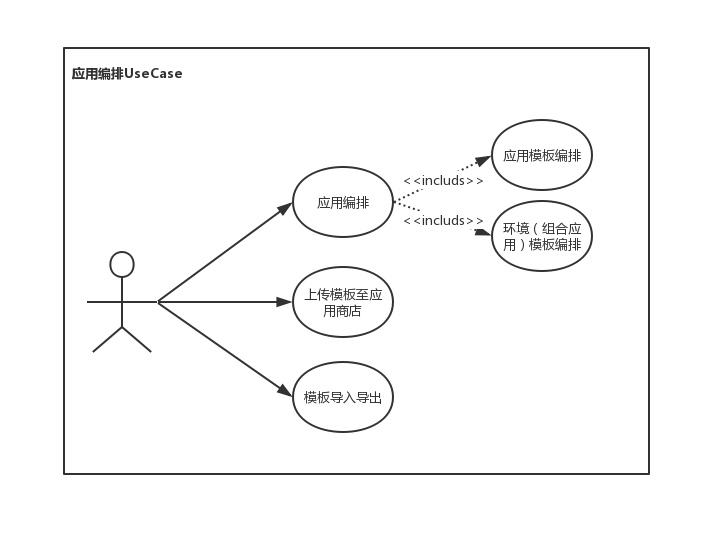 应用编排UseCase
应用模板编排
<<includs>>
应用编排
<<includs>>
环境（组合应
用）模板编排
上传模板至应
用商店
模板导入导出